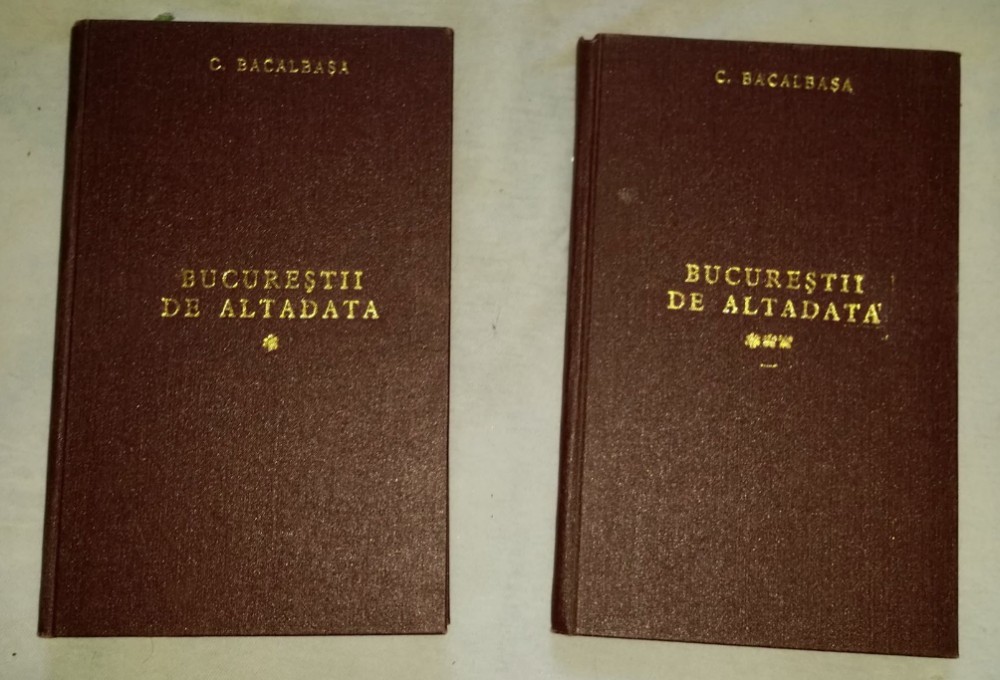 C. BACALBAŞA
BUCUREŞTII
DE ALTADATA
*
C. BACALBAŞA
BUCUREŞTII
DE ALTADATA
***